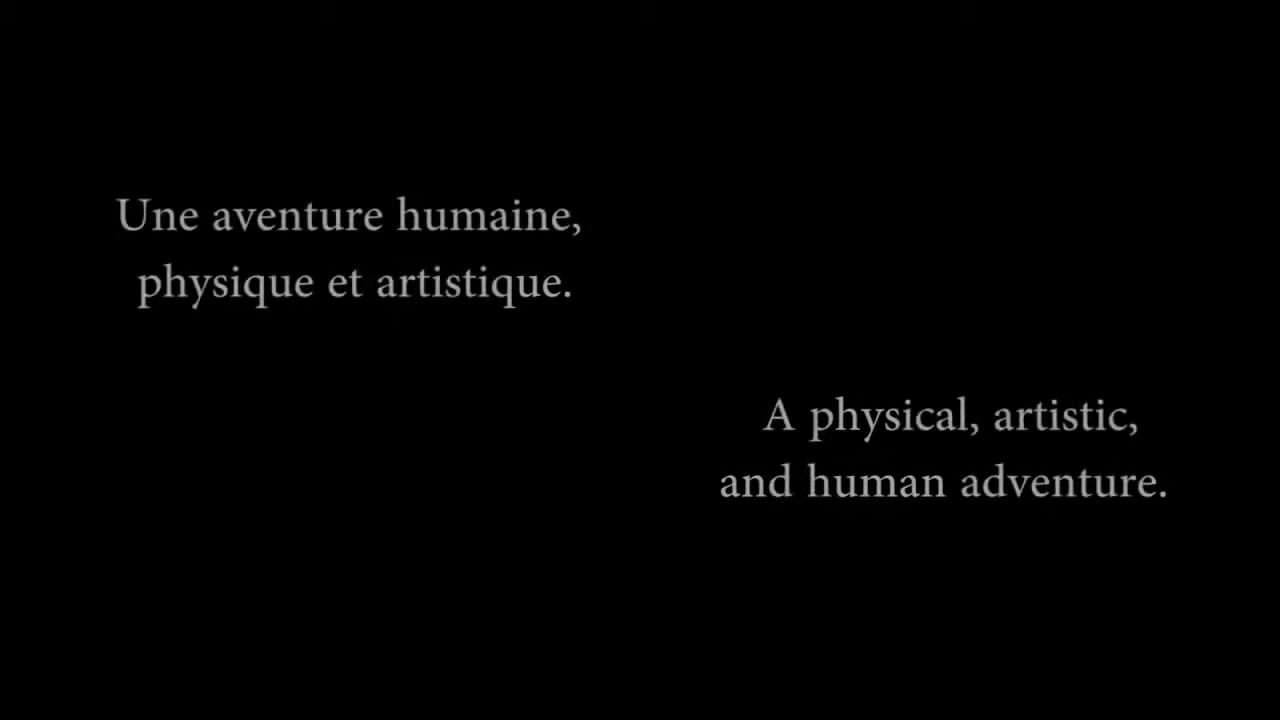 Une aventure humaine,
physique et artistique.
A physical, artistic,
and human adventure.